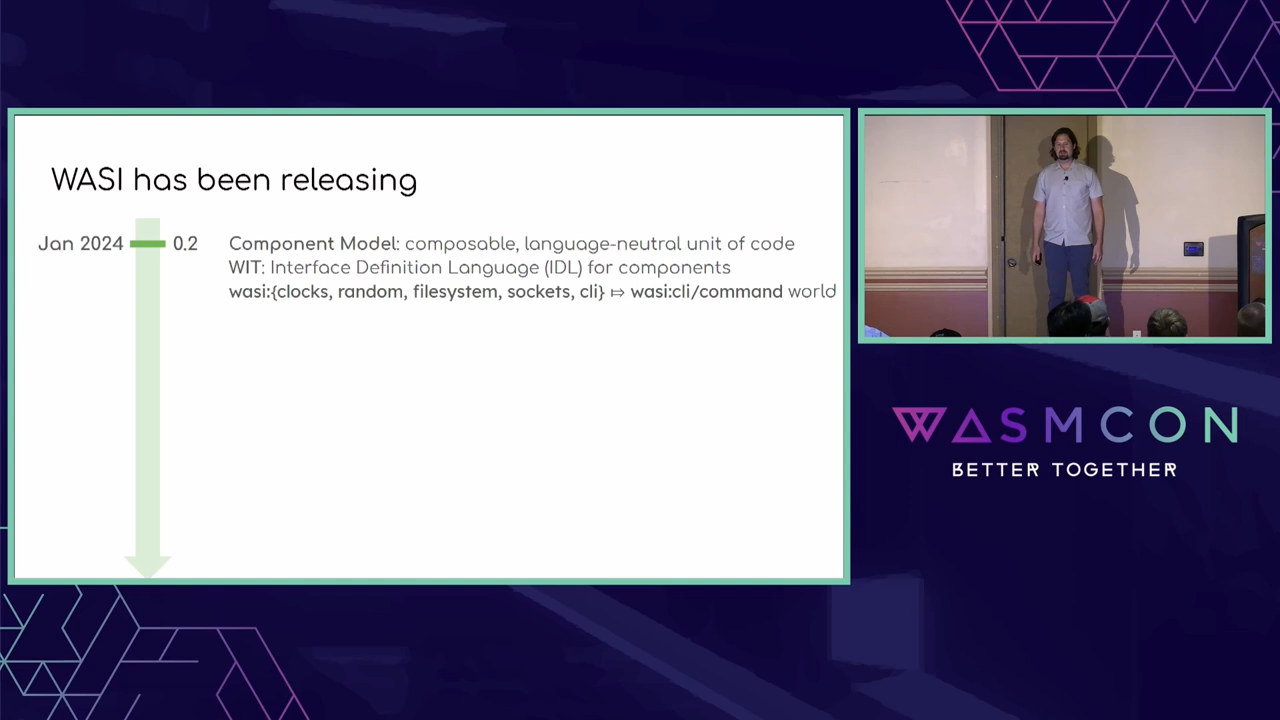 WASI has been releasing
Jan 2024 0.2 Component Model: composable, language-neutral unit of code
WIT: Interface Definition Language (IDL) for components
wasi:{clocks, random, filesystem, sockets, cli} ⤇ wasi:cli/command world
WASMCON
BETTER TOGETHER